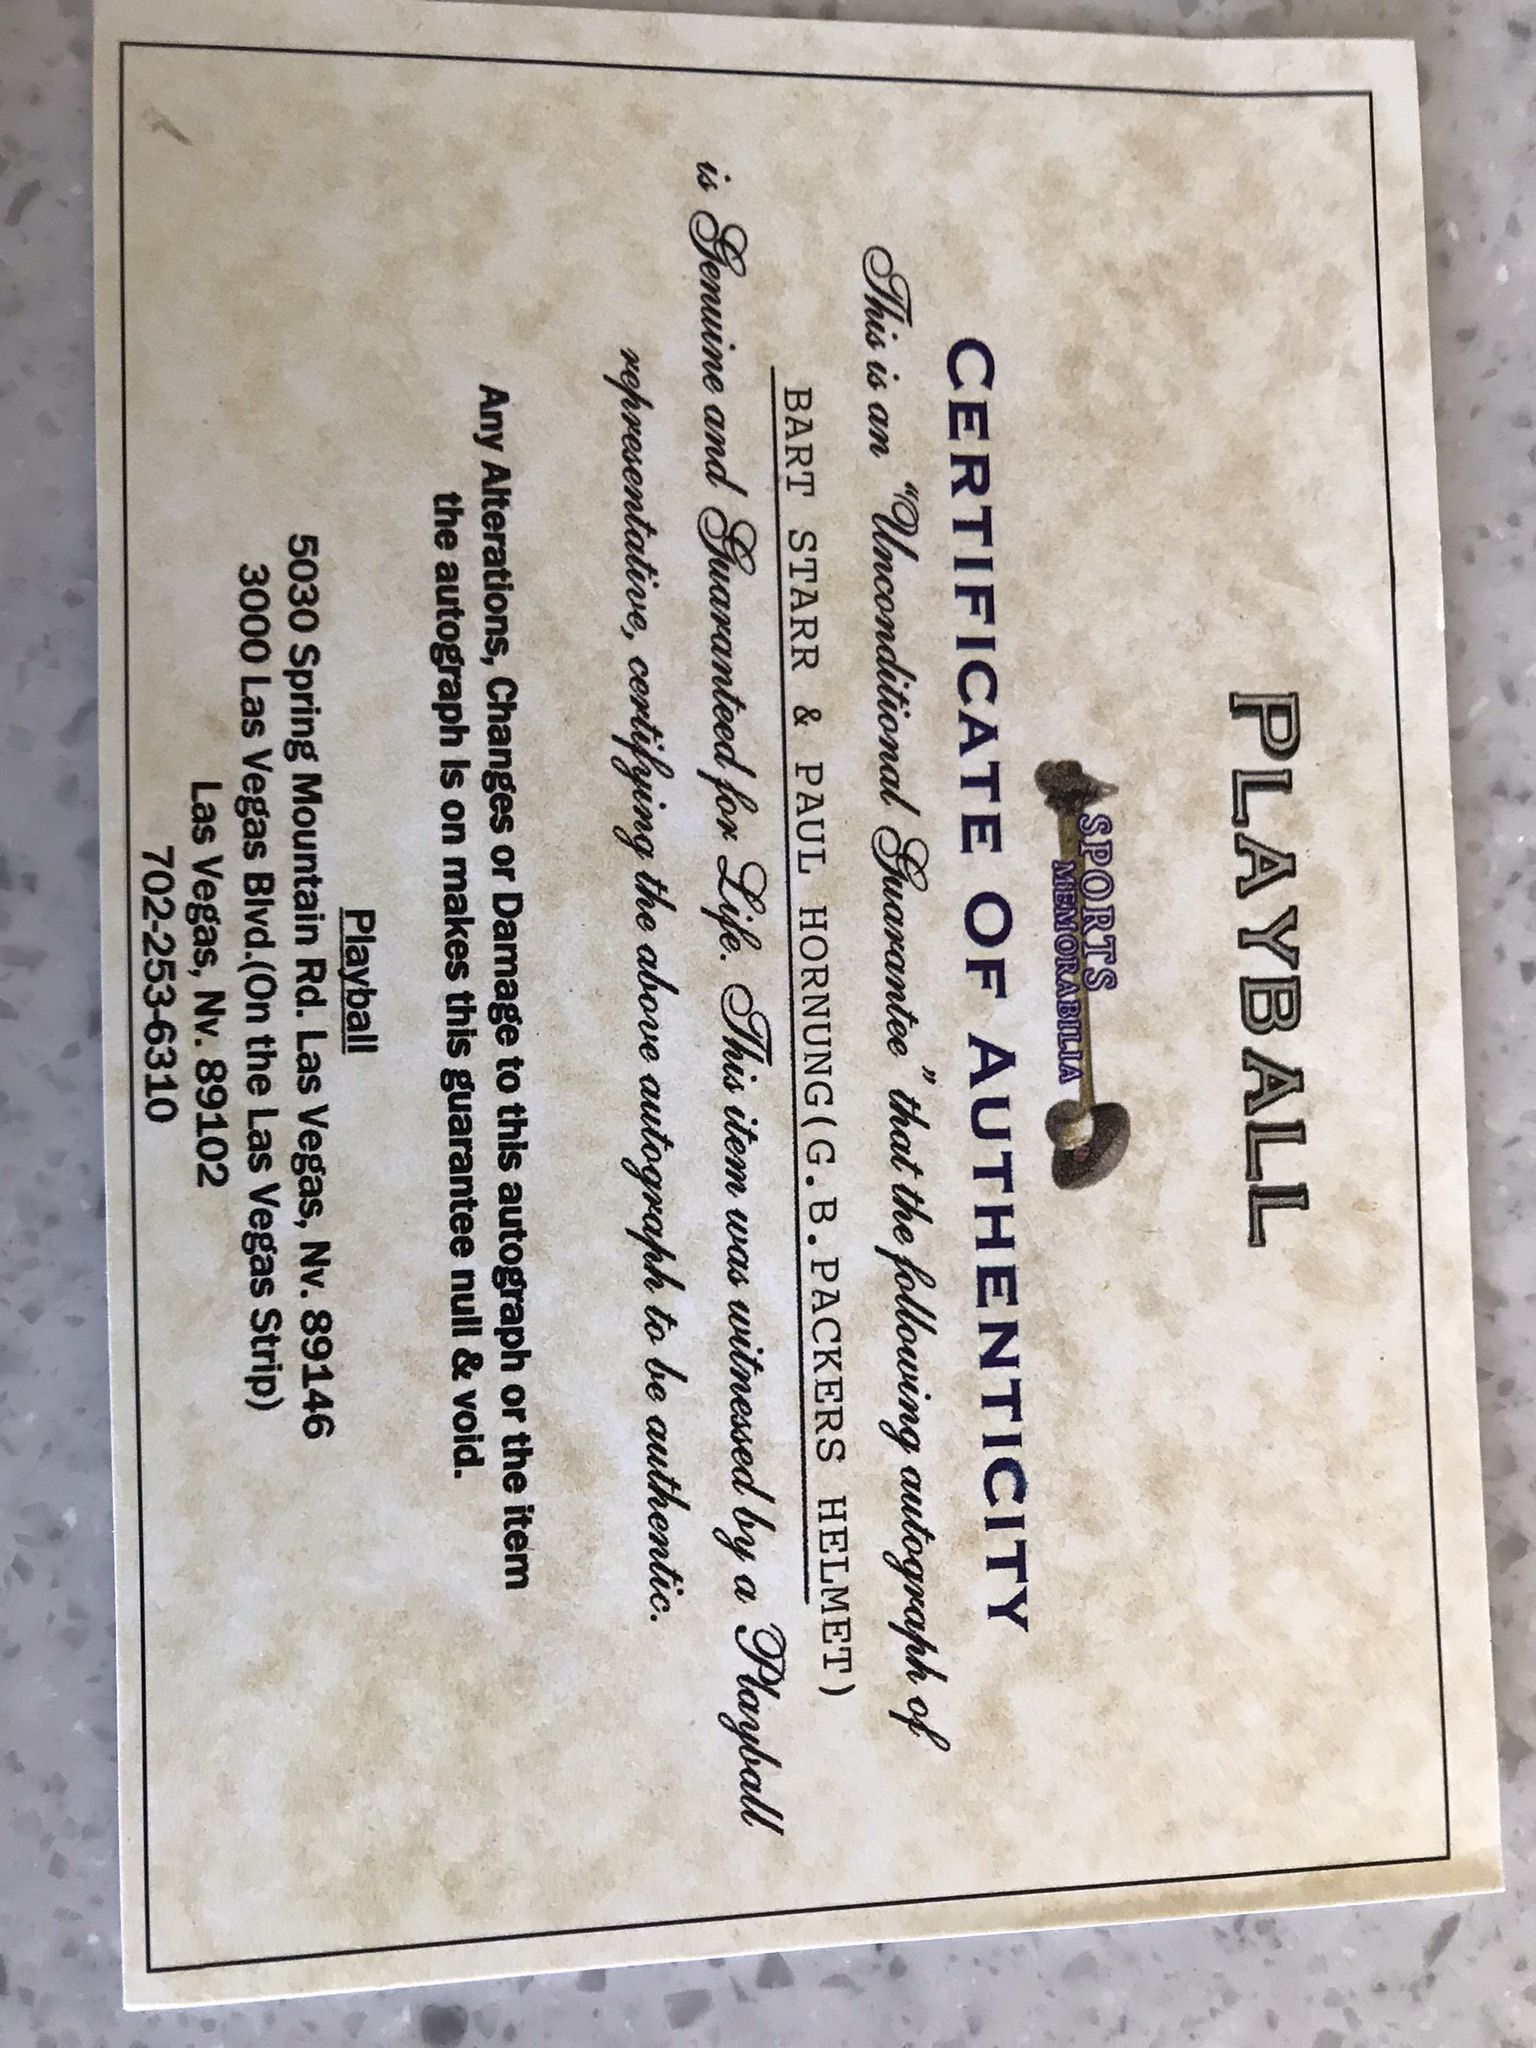 PLAYBALL
SPORTS
MEMORABILIA
CERTIFICATE OF AUTHENTICITY
This is an "Unconditional Guarantee" that the following autograph of
BART STARR & PAUL HORNUNG(G.B.PACKERS HELMET)
is Genuine and Guaranteed for Life. This item was witnessed by a Playball
representative, certifying the above autograph to be authentic.
Any Alterations, Changes or Damage to this autograph or the item
the autograph is on makes this guarantee null & void.
Playball
5030 Spring Mountain Rd. Las Vegas, Nv. 89146
3000 Las Vegas Blvd.(On the Las Vegas Strip)
Las Vegas, Nv. 89102
702-253-6310